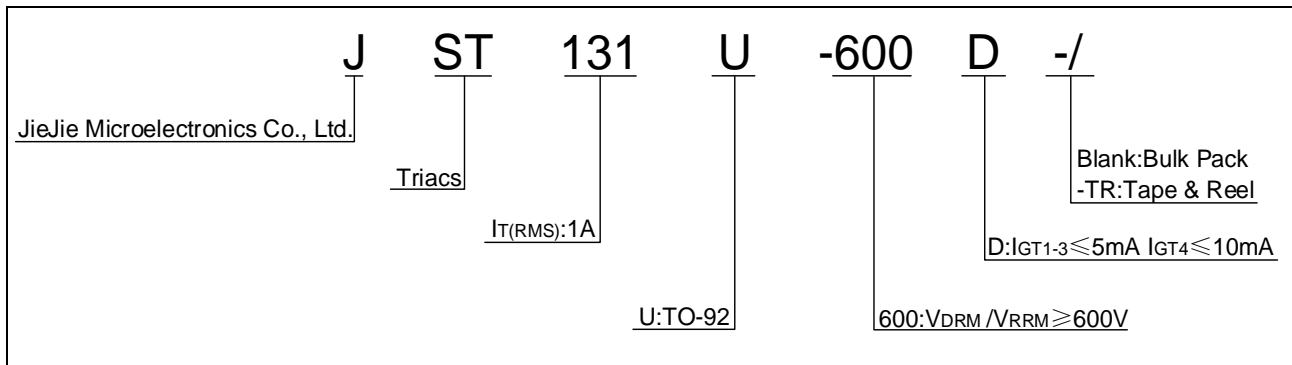 J ST 131 U -600 D -/
JieJie Microelectronics Co., Ltd.
Triacs
IT(RMS):1A
U:TO-92
600:VDRM /VRRM≥600V
D:IGT1-3≤5mA IGT4≤10mA
Blank:Bulk Pack
-TR:Tape & Reel